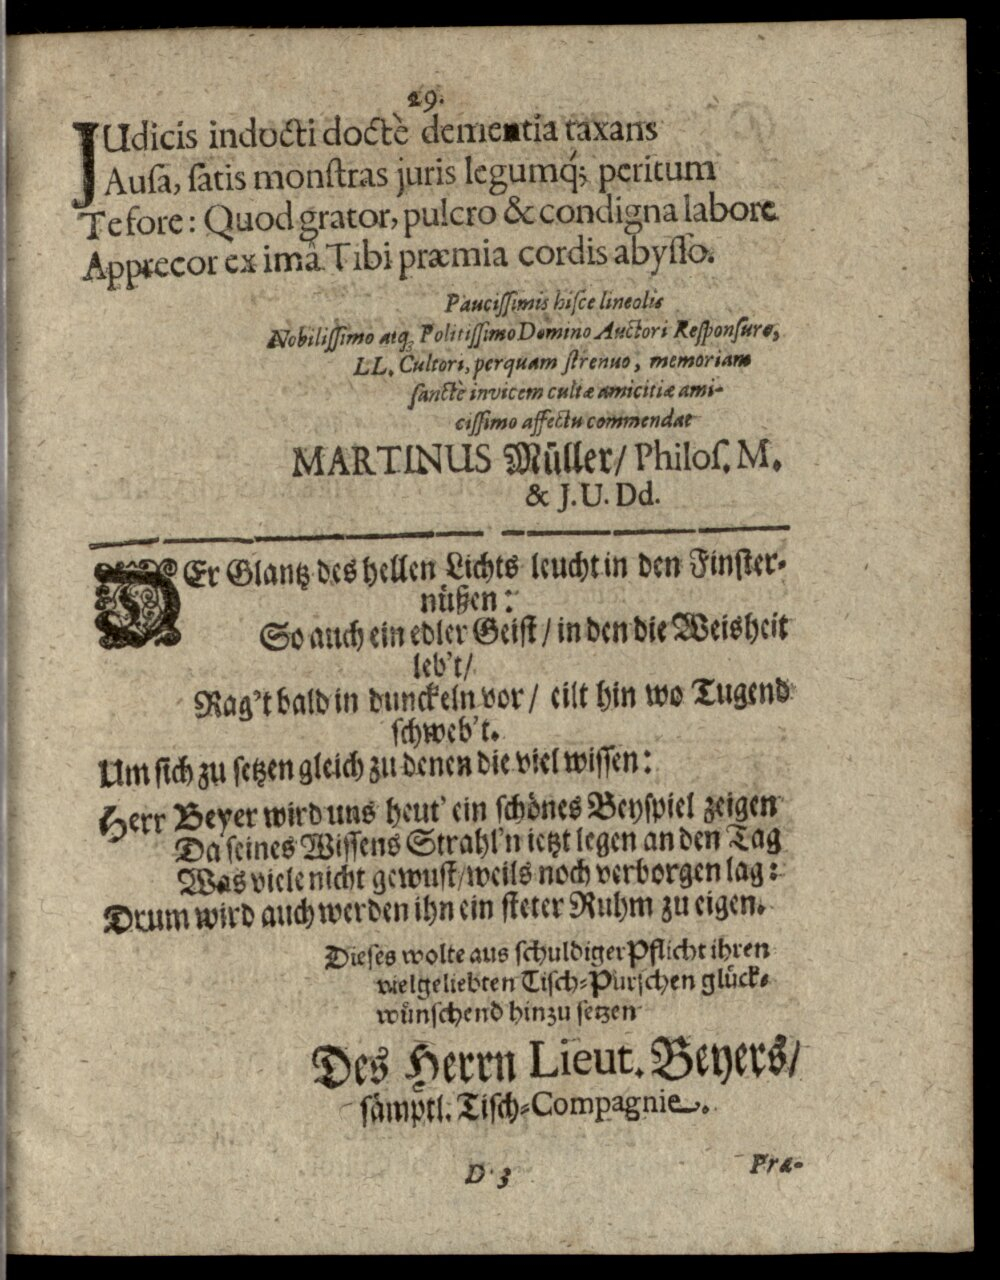 29.
JUdicis indocti doctè dementia taxans
Ausa, satis monstras juris legumq́; peritum
Te fore: Quod grator, pulcro & condigna labore
Apprecor ex imâ Tibi præmia cordis abysso.
Paucissimis hisce lineolis
Nobilissimo atq; Politissimo Domino Auctori Responsuro,
LL. Cultori, perquam strenuo, memoriam
sanctè invicem cultæ amicitiæ ami-
cissimo affectu commendat
MARTINUS Müller/ Philos. M.
& J. U. Dd.
DEr Glantz des hellen Lichts leucht in den Finster-
nüßen:
So auch ein edler Geist/ in den die Weisheit
leb't/
Rag't bald in dunckeln vor/ eilt hin wo Tugend
schweb't.
Um sich zu setzen gleich zu denen die viel wissen:
Herr Beyer wird uns heut' ein schönes Beyspiel zeigen
Da seines Wissens Strahl'n ietzt legen an den Tag
Was viele nicht gewust/ weils noch verborgen lag:
Drum wird auch werden ihn ein steter Ruhm zu eigen.
Dieses wolte aus schuldiger Pflicht ihren
vielgeliebten Tisch-Purschen glück-
wünschend hinzu setzen
Des Herrn Lieut. Beyers/
sämptl. Tisch-Compagnie.
D 3
Præ-